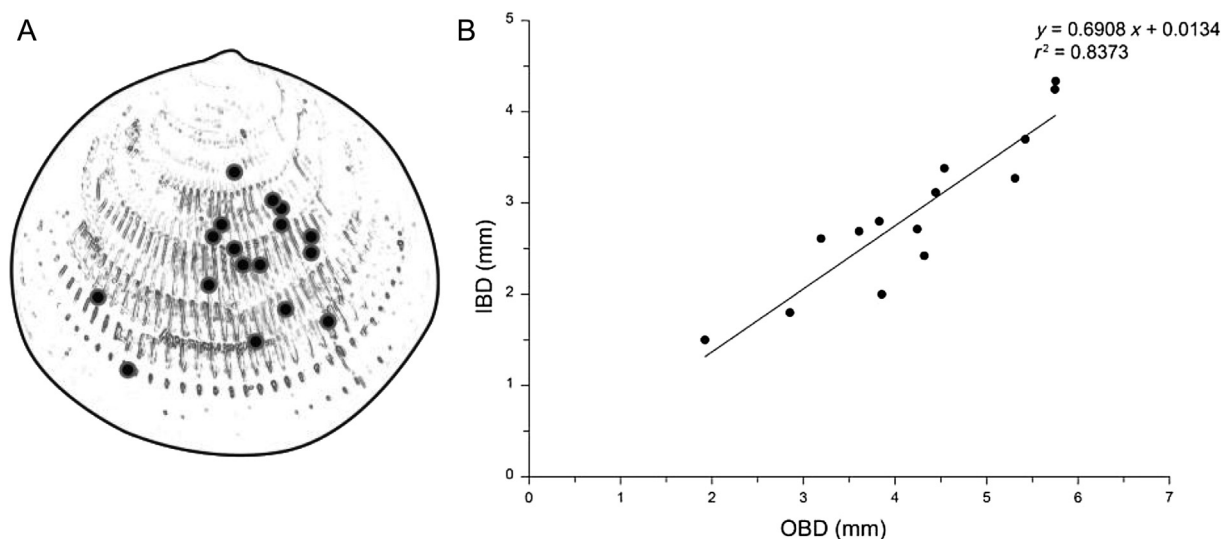 A
B
y = 0.6908 x + 0.0134
r² = 0.8373
5
4
3
2
1
0
IBD (mm)
0 1 2 3 4 5 6 7
OBD (mm)